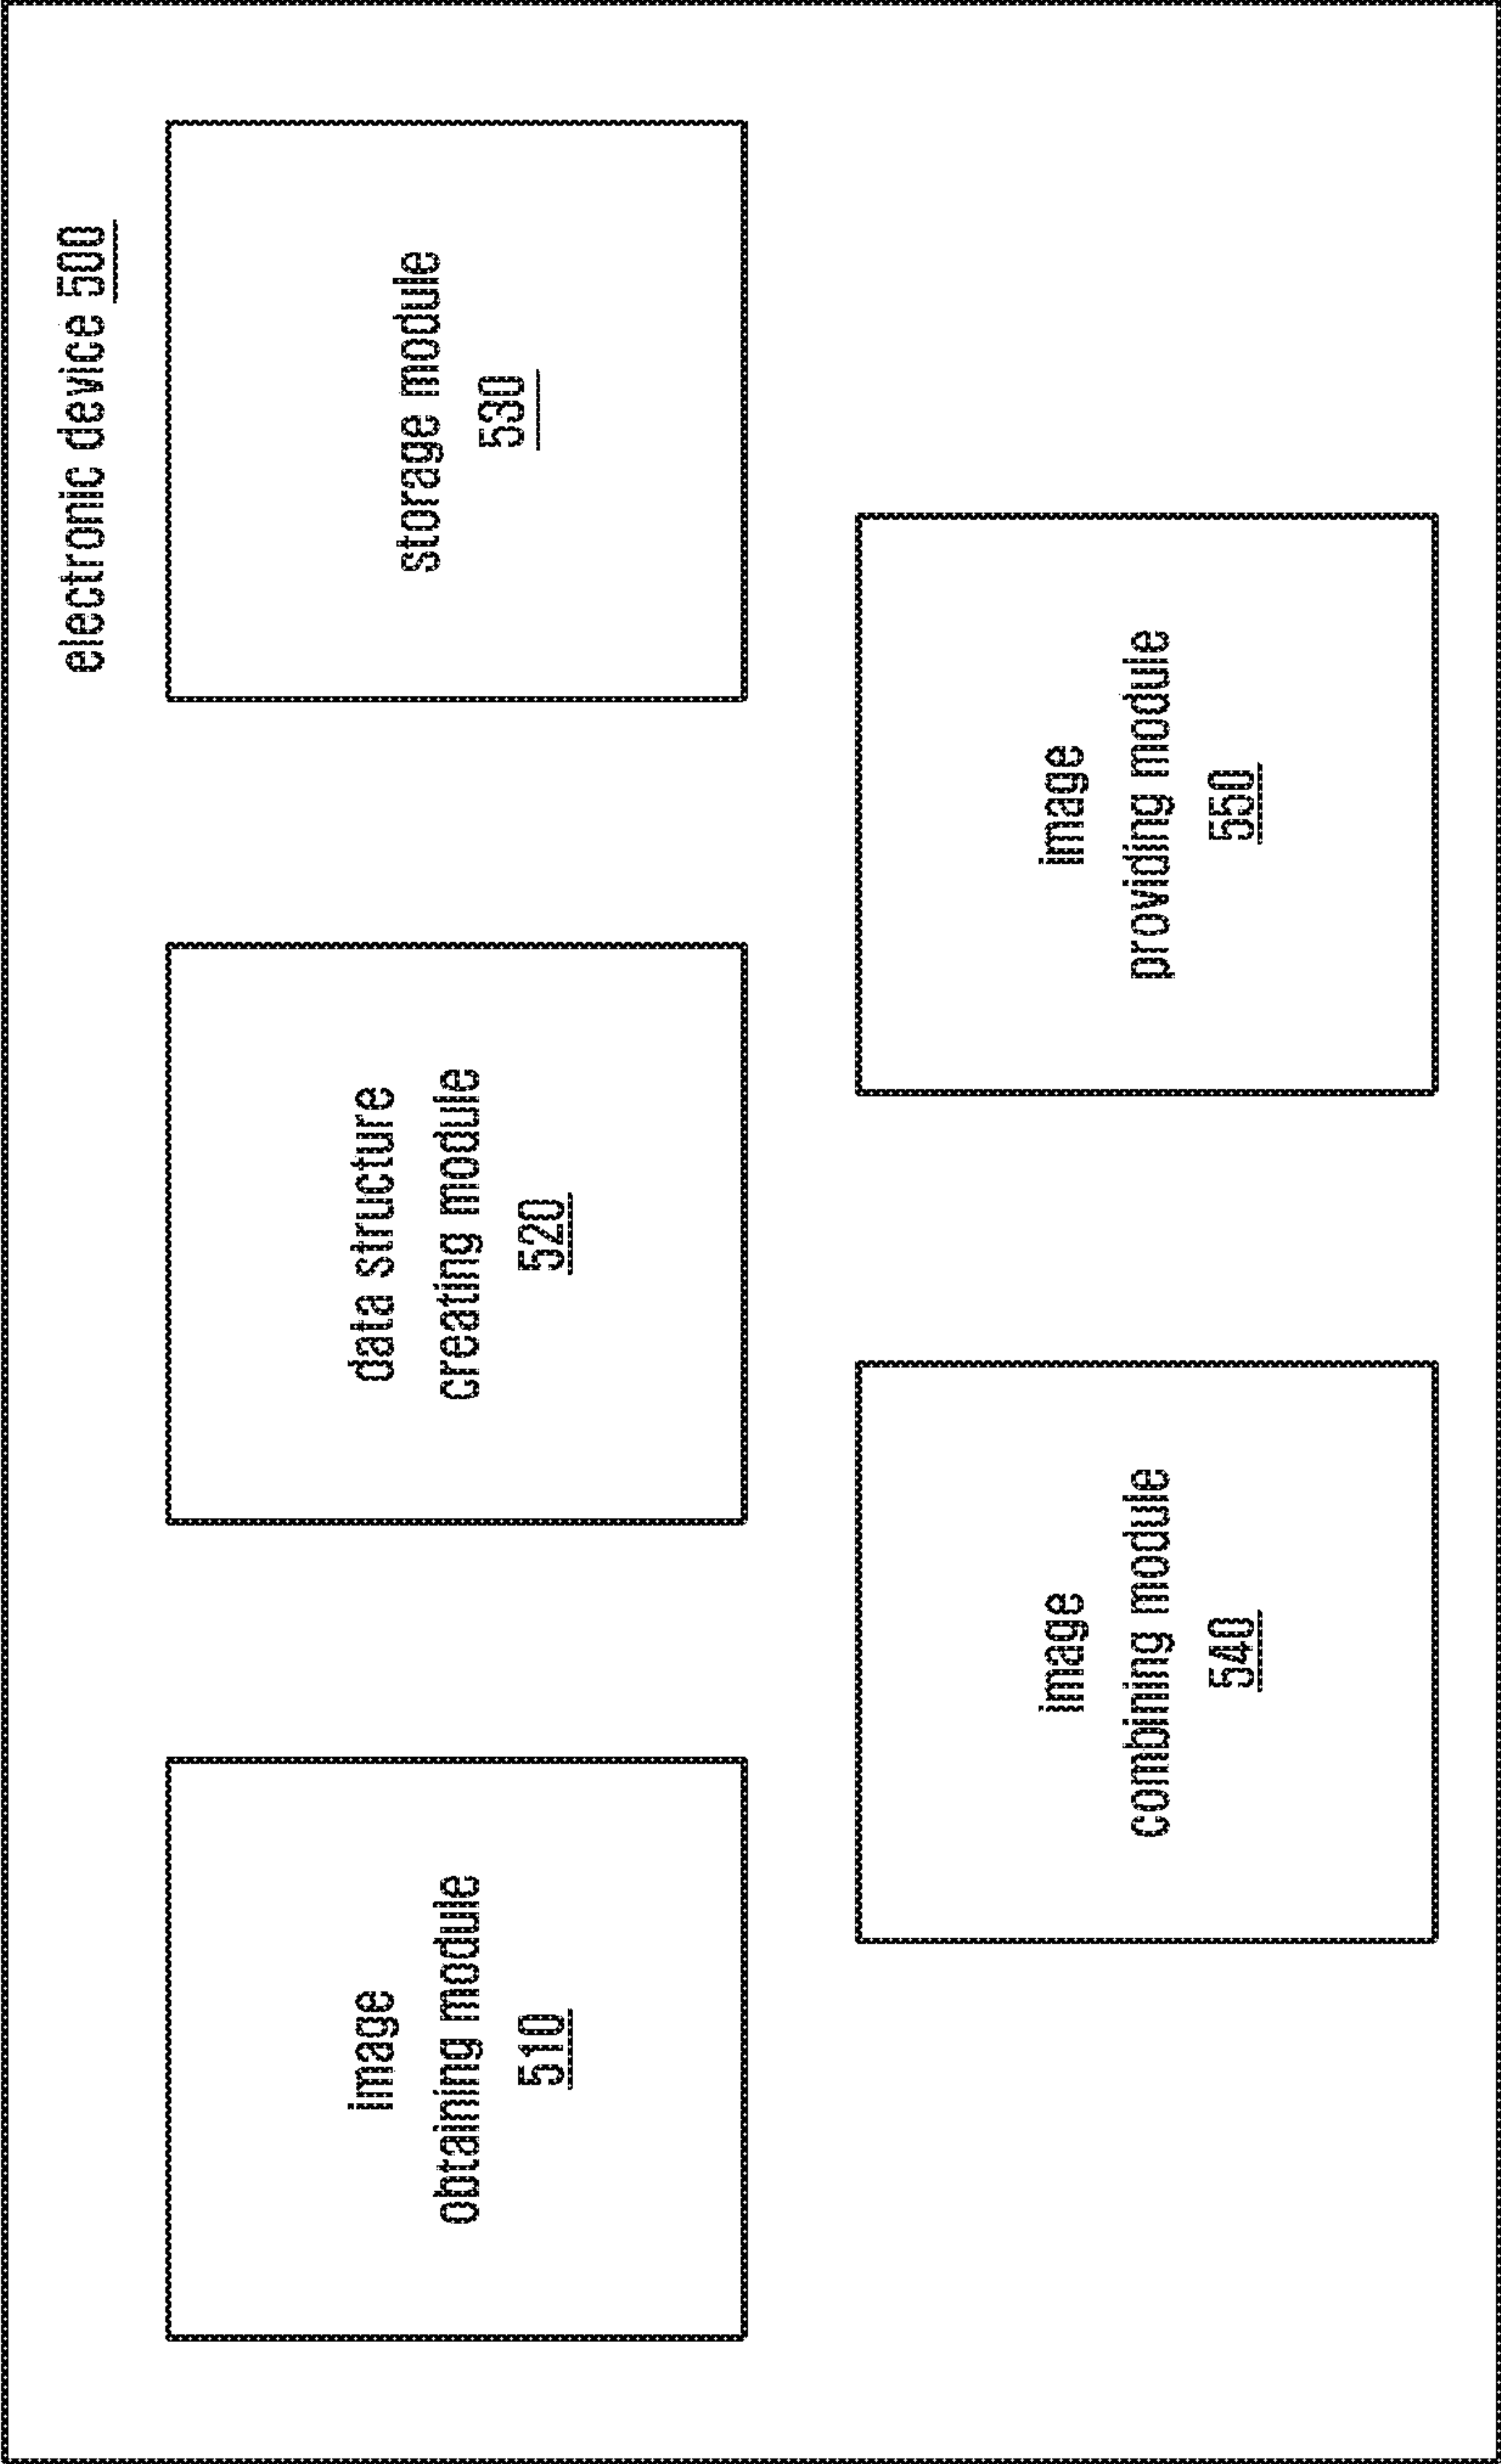 electronic device 500
image
obtaining module
510
data structure
creating module
520
storage module
530
image
combining module
540
image
providing module
550